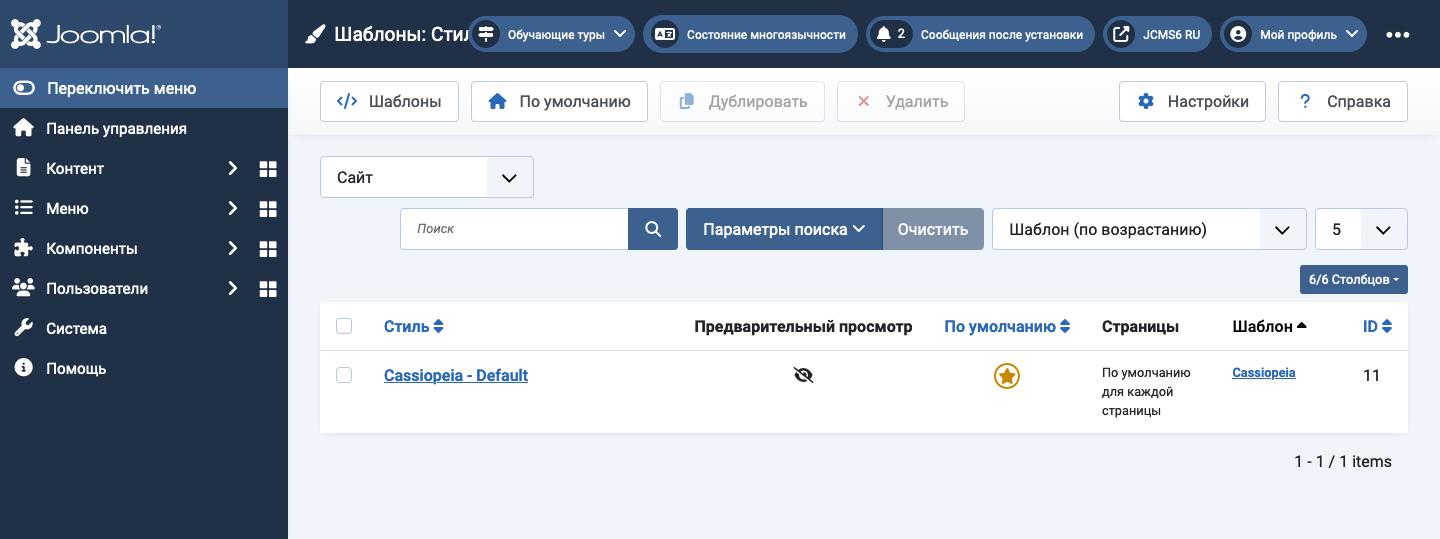 Joomla!®
Шаблоны: Стил
Обучающие туры
Состояние многоязычности
2 Сообщения после установки
JCMS6 RU
Мой профиль
Переключить меню
Панель управления
Контент
Меню
Компоненты
Пользователи
Система
Помощь
Шаблоны
По умолчанию
Дублировать
Удалить
Настройки
? Справка
Сайт
Поиск
Параметры поиска
Очистить
Шаблон (по возрастанию)
5
6/6 Столбцов
Стиль
Предварительный просмотр
По умолчанию
Страницы
Шаблон
ID
Cassiopeia - Default
По умолчанию
для каждой
страницы
Cassiopeia
11
1 - 1 / 1 items